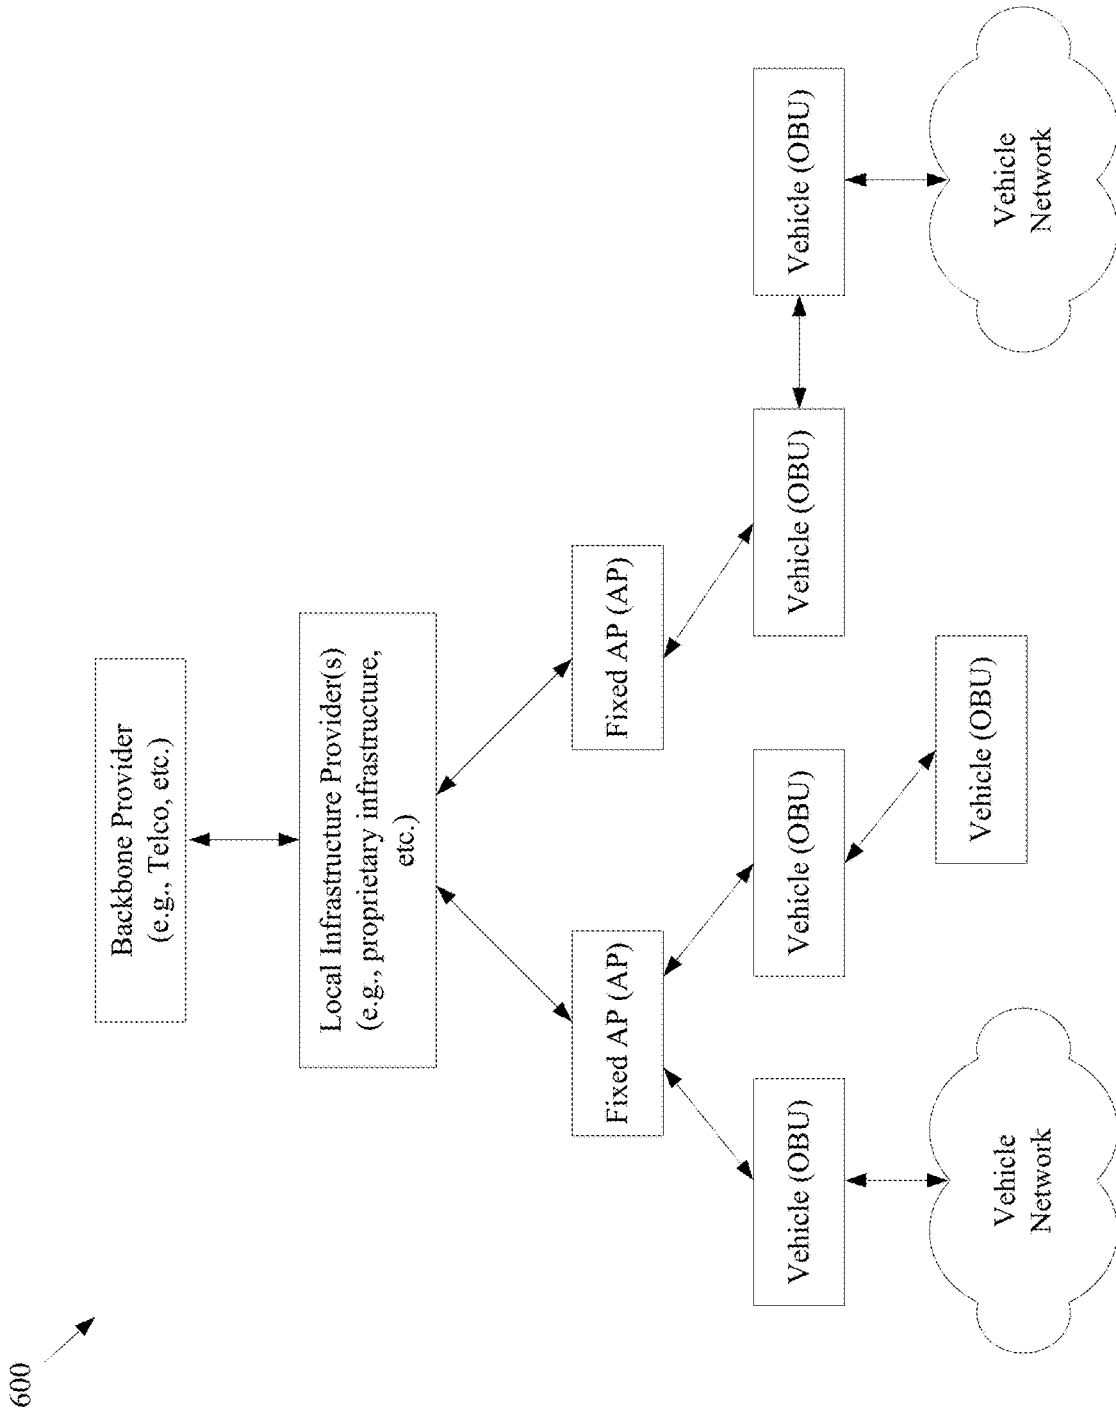 600
Backbone Provider
(e.g., Telco, etc.)
Local Infrastructure Provider(s)
(e.g., proprietary infrastructure,
etc.)
Fixed AP (AP)
Fixed AP (AP)
Vehicle (OBU)
Vehicle (OBU)
Vehicle (OBU)
Vehicle (OBU)
Vehicle (OBU)
Vehicle
Network
Vehicle
Network